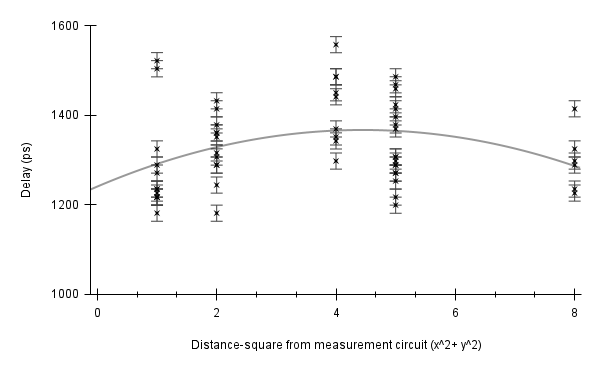 1600
1400
1200
1000
Delay (ps)
0 2 4 6 8
Distance-square from measurement circuit (x^2+ y^2)